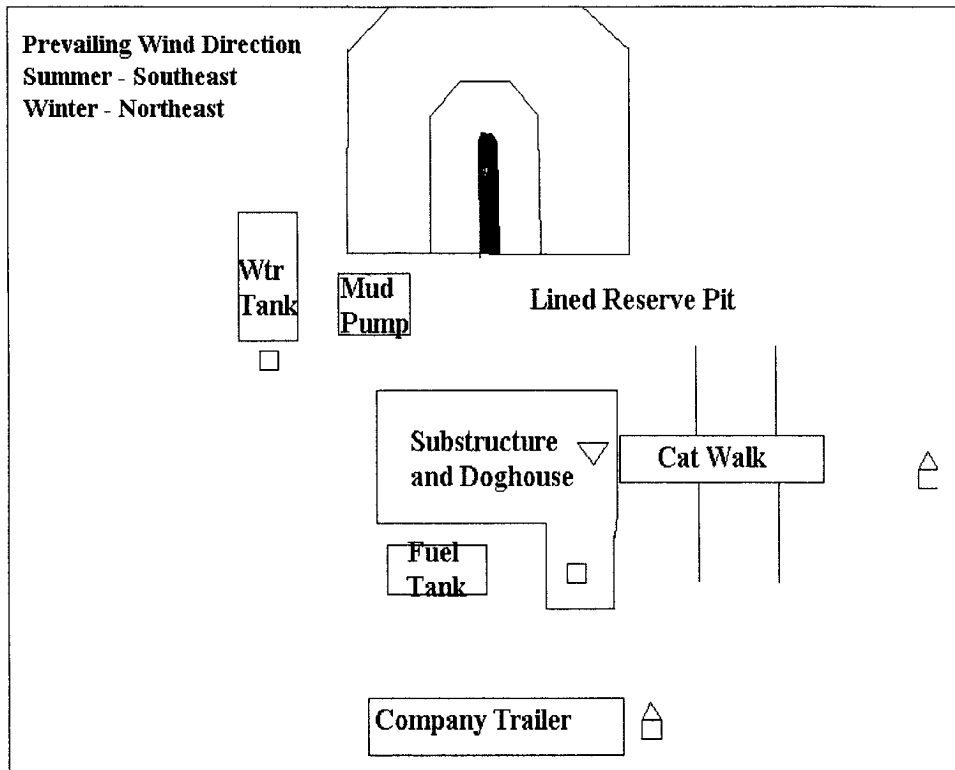 Prevailing Wind Direction
Summer - Southeast
Winter - Northeast
Wtr
Tank
Mud
Pump
Lined Reserve Pit
Substructure
and Doghouse
Cat Walk
Fuel
Tank
Company Trailer